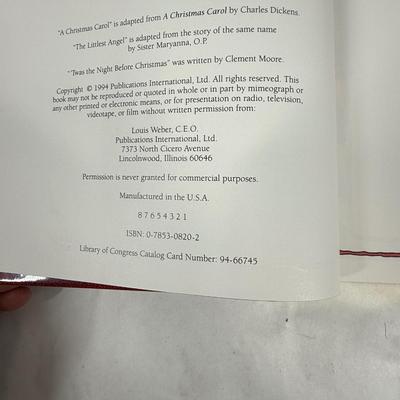 "A Christmas Carol" is adapted from A Christmas Carol by Charles Dickens.
"The Littlest Angel" is adapted from the story of the same name
by Sister Maryanna, O.P.
"Twas the Night Before Christmas" was written by Clement Moore.
Copyright © 1994 Publications International, Ltd. All rights reserved. This
book may not be reproduced or quoted in whole or in part by mimeograph or
any other printed or electronic means, or for presentation on radio, television,
videotape, or film without written permission from:
Louis Weber, C.E.O.
Publications International, Ltd.
7373 North Cicero Avenue
Lincolnwood, Illinois 60646
Permission is never granted for commercial purposes.
Manufactured in the U.S.A.
8 7 6 5 4 3 2 1
ISBN: 0-7853-0820-2
Library of Congress Catalog Card Number: 94-66745